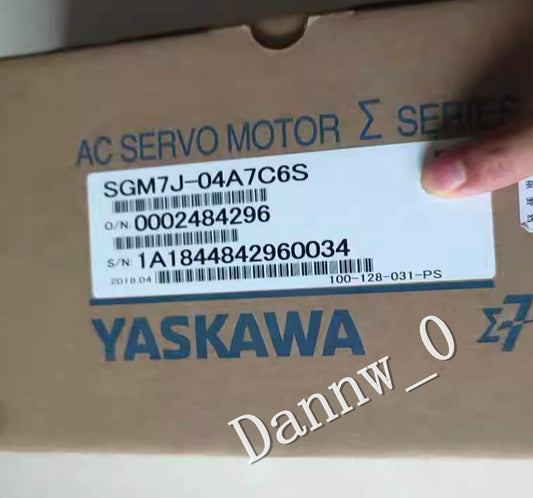 AC SERVO MOTOR Σ SERIES
SGM7J-04A7C6S
O/N: 0002484296
S/N: 1A1844842960034
2018.04 100-128-031-PS
YASKAWA Σ7
Dannw_0